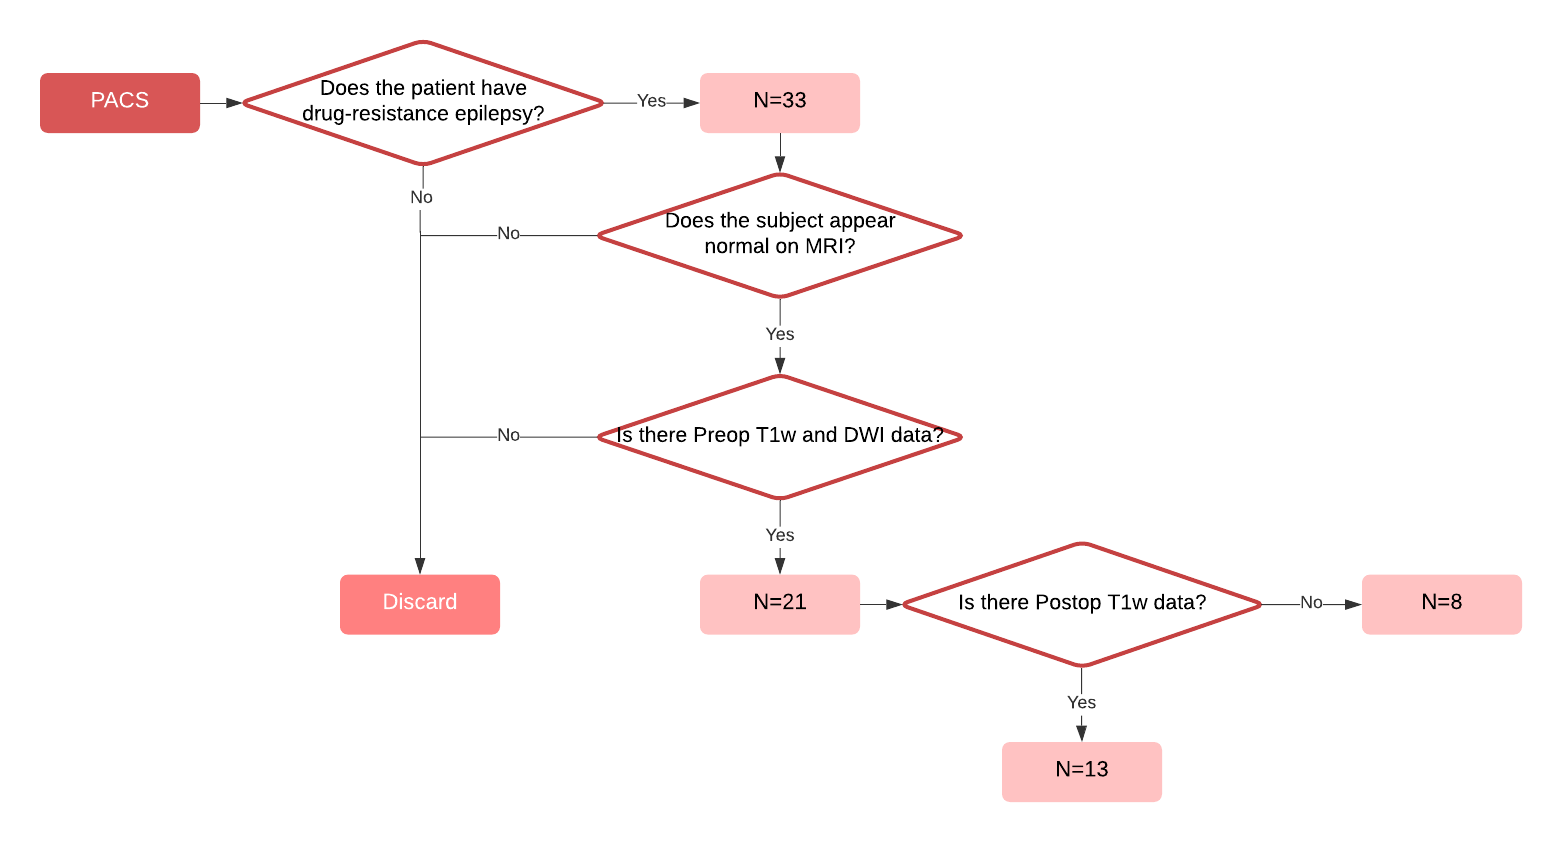 PACS
Does the patient have
drug-resistance epilepsy?
Yes
N=33
No
Does the subject appear
normal on MRI?
No
Yes
Is there Preop T1w and DWI data?
No
Yes
Discard
N=21
Is there Postop T1w data?
No
N=8
Yes
N=13